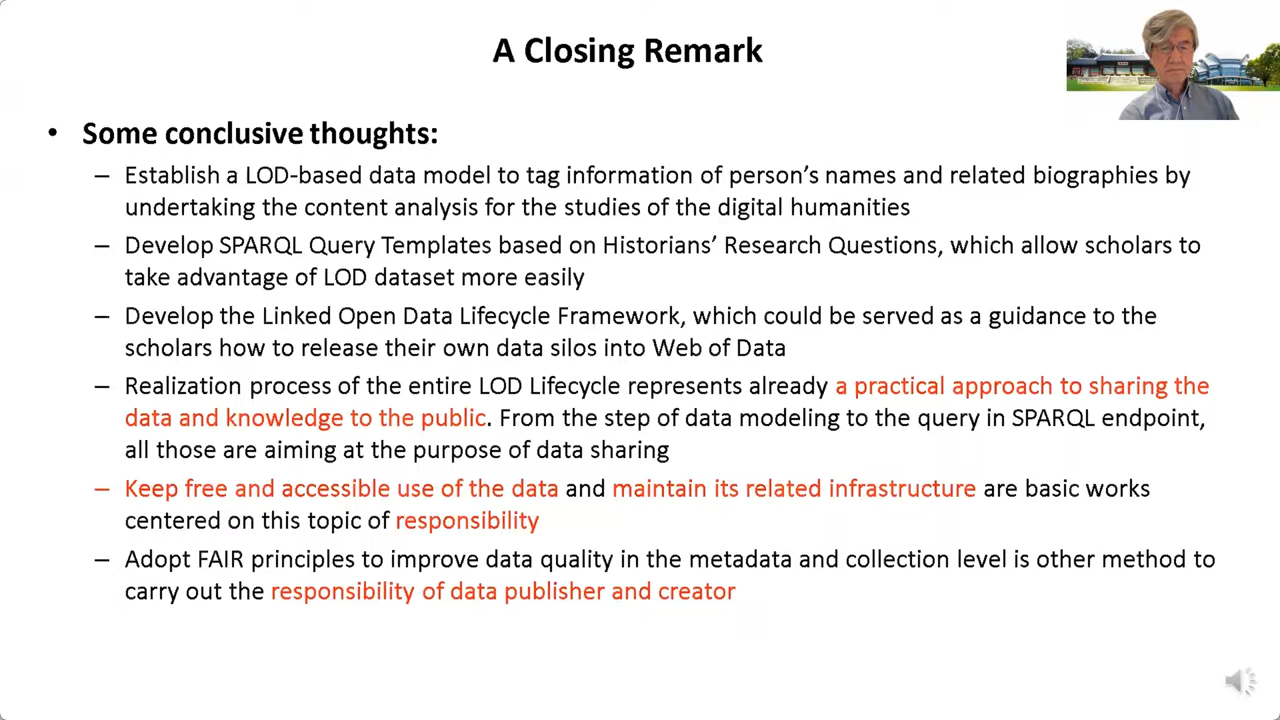 A Closing Remark
• Some conclusive thoughts:
– Establish a LOD-based data model to tag information of person’s names and related biographies by
undertaking the content analysis for the studies of the digital humanities
– Develop SPARQL Query Templates based on Historians’ Research Questions, which allow scholars to
take advantage of LOD dataset more easily
– Develop the Linked Open Data Lifecycle Framework, which could be served as a guidance to the
scholars how to release their own data silos into Web of Data
– Realization process of the entire LOD Lifecycle represents already a practical approach to sharing the
data and knowledge to the public. From the step of data modeling to the query in SPARQL endpoint,
all those are aiming at the purpose of data sharing
– Keep free and accessible use of the data and maintain its related infrastructure are basic works
centered on this topic of responsibility
– Adopt FAIR principles to improve data quality in the metadata and collection level is other method to
carry out the responsibility of data publisher and creator